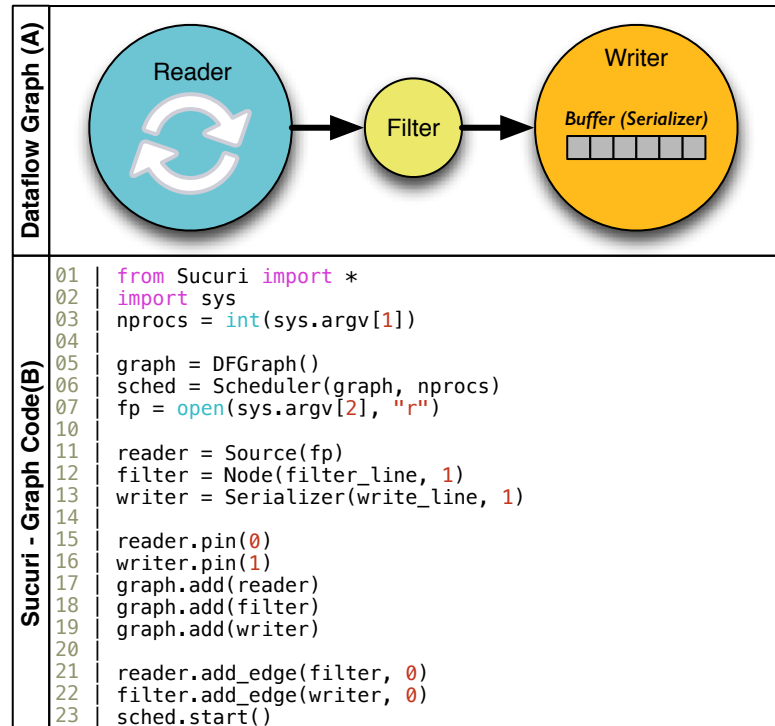 Dataflow Graph (A)
Reader
Filter
Writer
Buffer (Serializer)
Sucuri - Graph Code(B)
01 | from Sucuri import *
02 | import sys
03 | nprocs = int(sys.argv[1])
04 |
05 | graph = DFGraph()
06 | sched = Scheduler(graph, nprocs)
07 | fp = open(sys.argv[2], "r")
10 |
11 | reader = Source(fp)
12 | filter = Node(filter_line, 1)
13 | writer = Serializer(write_line, 1)
14 |
15 | reader.pin(0)
16 | writer.pin(1)
17 | graph.add(reader)
18 | graph.add(filter)
19 | graph.add(writer)
20 |
21 | reader.add_edge(filter, 0)
22 | filter.add_edge(writer, 0)
23 | sched.start()